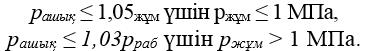 рашық ≤ 1,05жұм үшін ржұм ≤ 1 МПа,
рашық ≤ 1,03рраб үшін ржұм > 1 МПа.